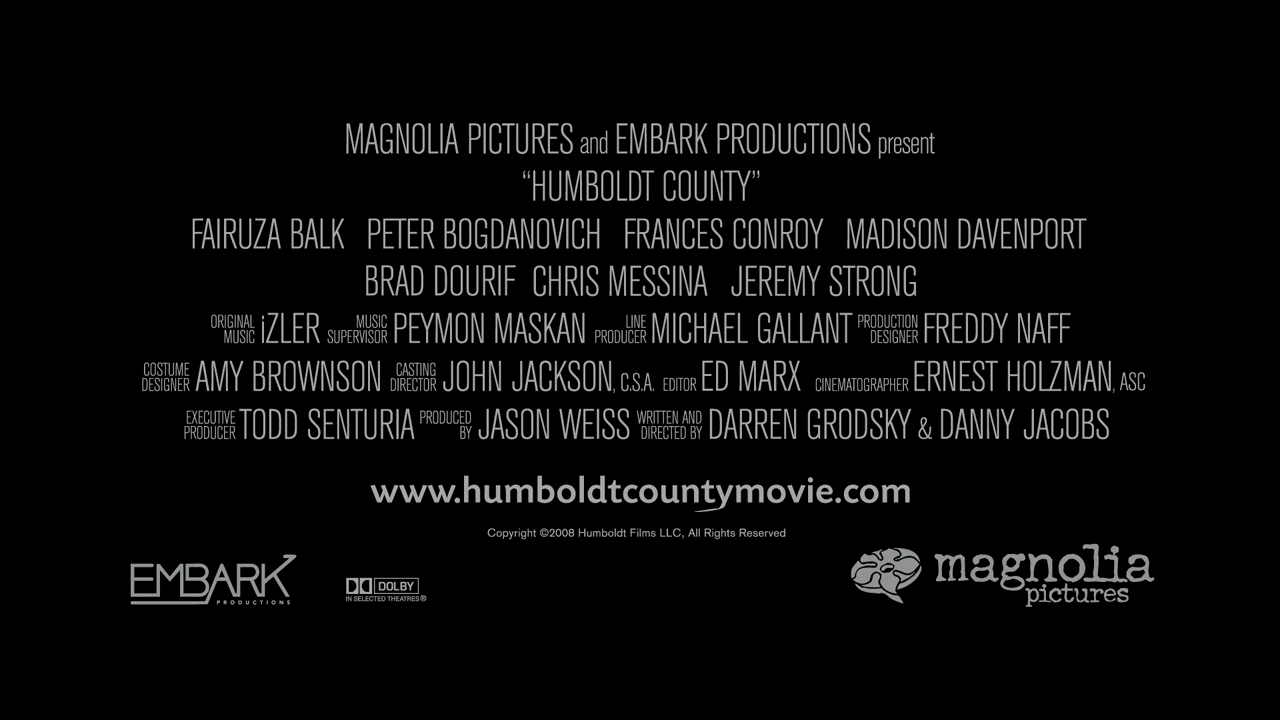 MAGNOLIA PICTURES and EMBARK PRODUCTIONS present
“HUMBOLDT COUNTY”
FAIRUZA BALK PETER BOGDANOVICH FRANCES CONROY MADISON DAVENPORT
BRAD DOURIF CHRIS MESSINA JEREMY STRONG
ORIGINAL MUSIC iZLER MUSIC SUPERVISOR PEYMON MASKAN LINE PRODUCER MICHAEL GALLANT PRODUCTION DESIGNER FREDDY NAFF
COSTUME DESIGNER AMY BROWNSON CASTING DIRECTOR JOHN JACKSON, C.S.A. EDITOR ED MARX CINEMATOGRAPHER ERNEST HOLZMAN, ASC
EXECUTIVE PRODUCER TODD SENTURIA PRODUCED BY JASON WEISS WRITTEN AND DIRECTED BY DARREN GRODSKY & DANNY JACOBS
www.humboldtcountymovie.com
Copyright ©2008 Humboldt Films LLC, All Rights Reserved
EMBARK
PRODUCTIONS
DOLBY
IN SELECTED THEATRES®
magnolia
pictures